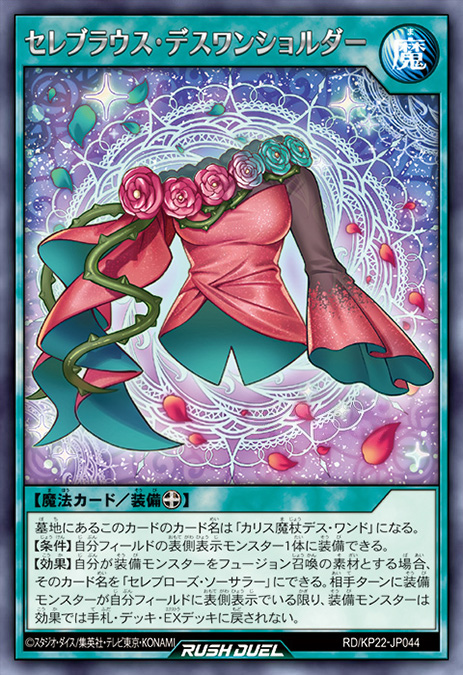 セレブラウス・デスワンショルダー
魔
ま
【魔法カード／装備】
墓地にあるこのカードのカード名は「カリス魔杖デス・ワンド」になる。
【条件】自分フィールドの表側表示モンスター1体に装備できる。
【効果】自分が装備モンスターをフュージョン召喚の素材とする場合、
そのカード名を「セレブローズ・ソーサラー」にできる。相手ターンに装備
モンスターが自分フィールドに表側表示でいる限り、装備モンスターは
効果では手札・デッキ・EXデッキに戻されない。
©スタジオ・ダイス/集英社・テレビ東京・KONAMI
RUSH DUEL
RD/KP22-JP044